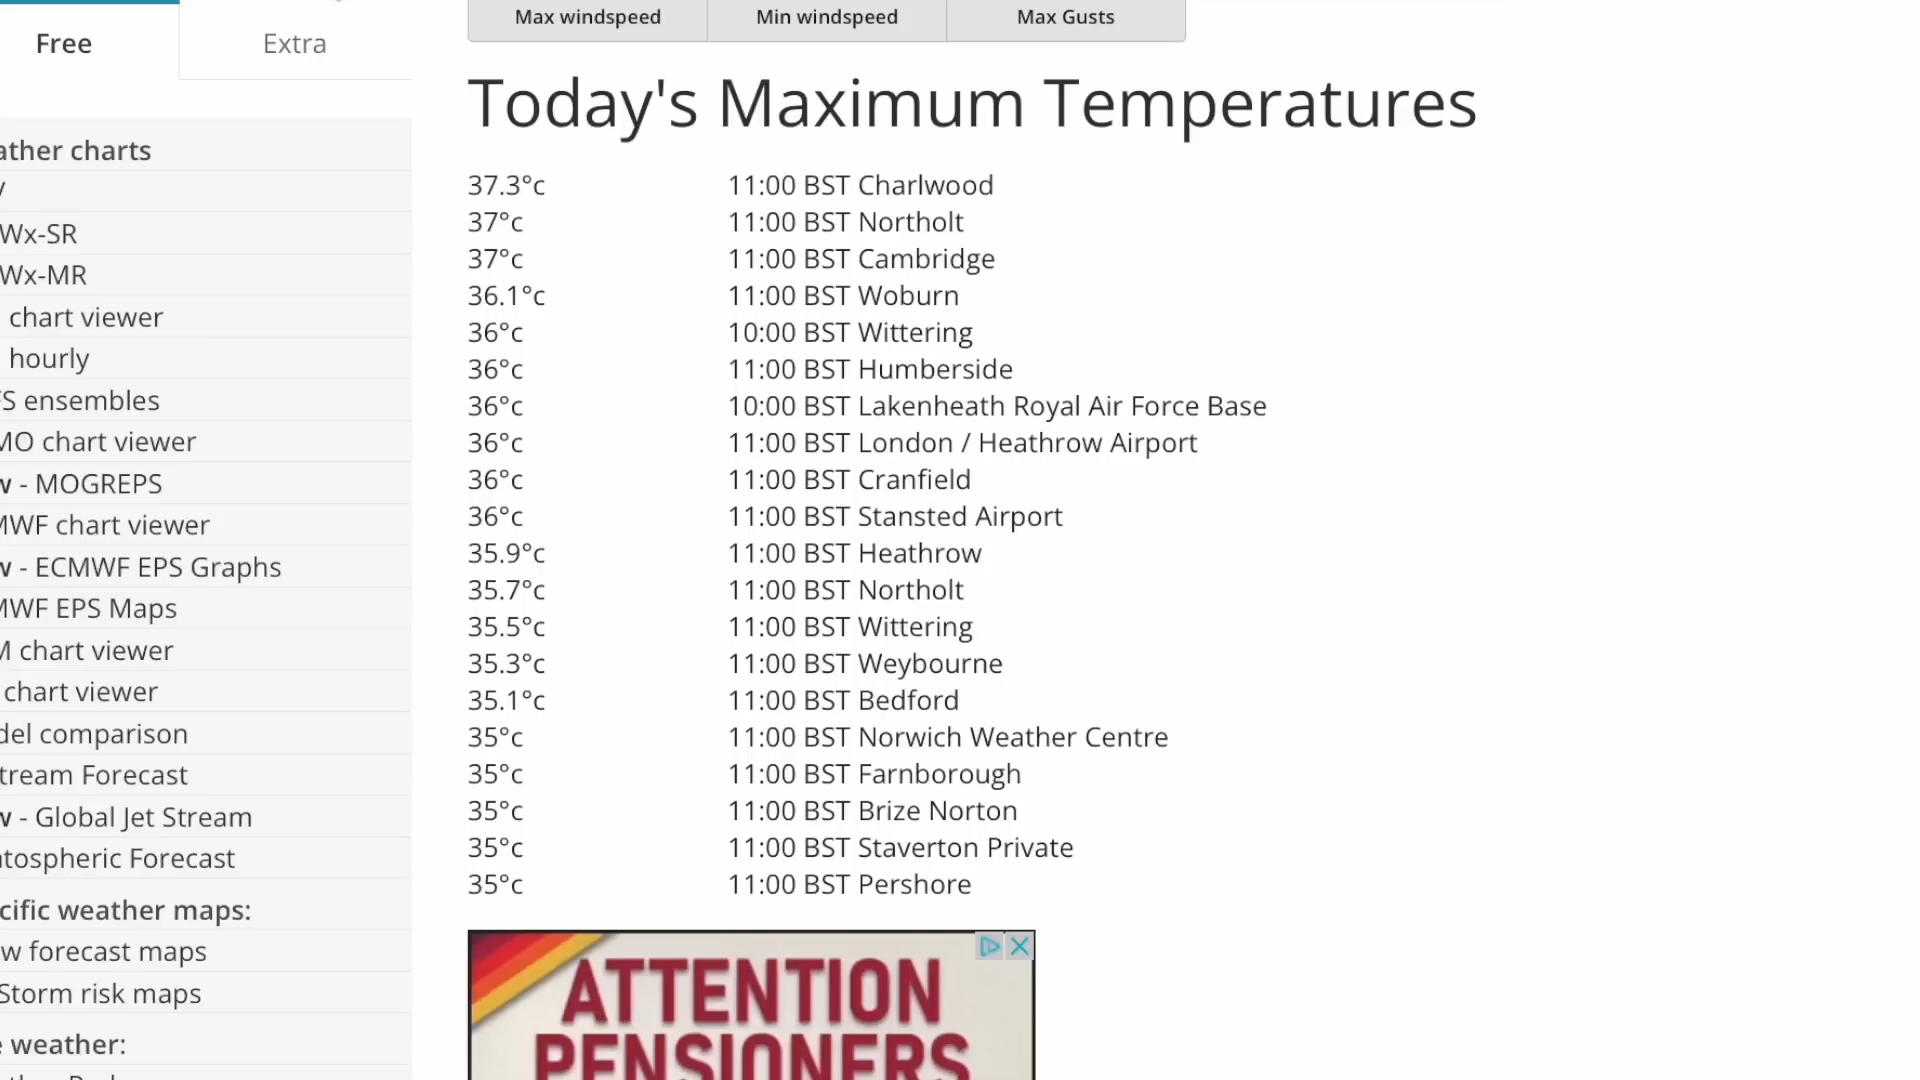 Max windspeed Min windspeed Max Gusts
Free Extra
Today's Maximum Temperatures
37.3°c 11:00 BST Charlwood
37°c 11:00 BST Northolt
37°c 11:00 BST Cambridge
36.1°c 11:00 BST Woburn
36°c 10:00 BST Wittering
36°c 11:00 BST Humberside
36°c 10:00 BST Lakenheath Royal Air Force Base
36°c 11:00 BST London / Heathrow Airport
36°c 11:00 BST Cranfield
36°c 11:00 BST Stansted Airport
35.9°c 11:00 BST Heathrow
35.7°c 11:00 BST Northolt
35.5°c 11:00 BST Wittering
35.3°c 11:00 BST Weybourne
35.1°c 11:00 BST Bedford
35°c 11:00 BST Norwich Weather Centre
35°c 11:00 BST Farnborough
35°c 11:00 BST Brize Norton
35°c 11:00 BST Staverton Private
35°c 11:00 BST Pershore
ather charts
Wx-SR
Wx-MR
chart viewer
hourly
FS ensembles
MO chart viewer
w - MOGREPS
MWF chart viewer
w - ECMWF EPS Graphs
MWF EPS Maps
M chart viewer
chart viewer
del comparison
tream Forecast
w - Global Jet Stream
atospheric Forecast
cific weather maps:
w forecast maps
Storm risk maps
e weather:
ATTENTION
PENSIONERS